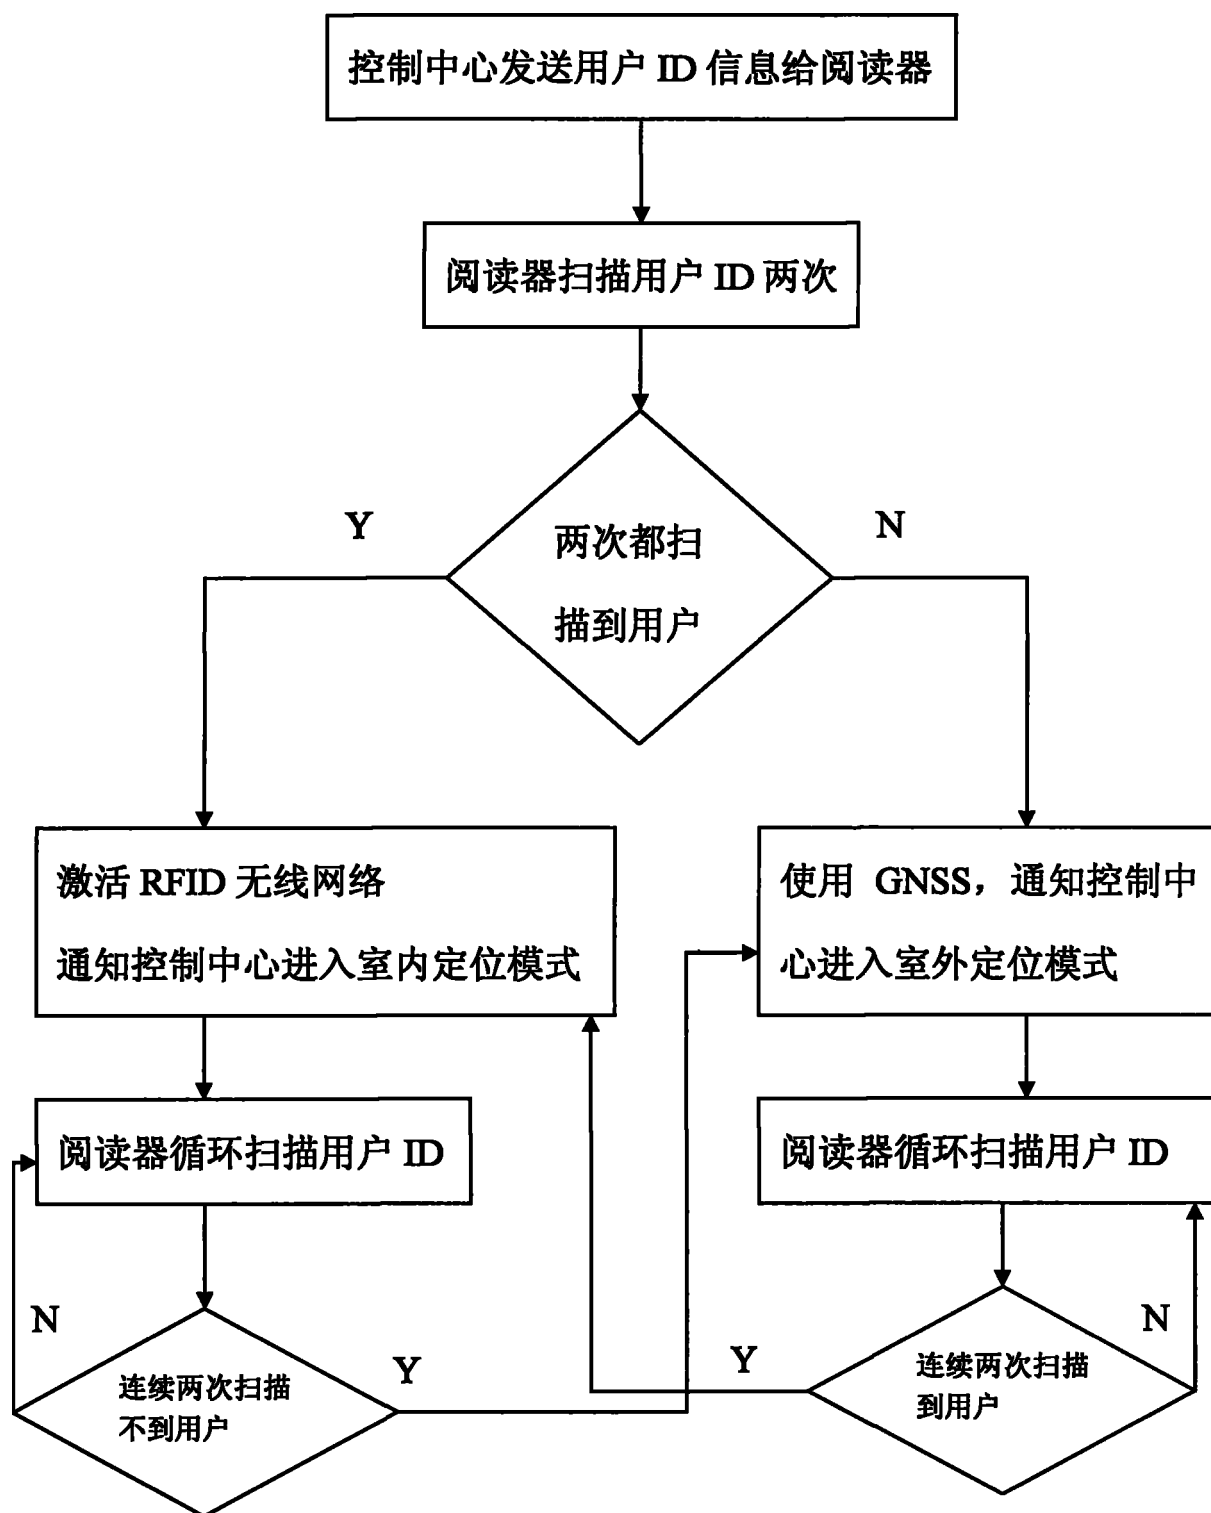 控制中心发送用户 ID 信息给阅读器
阅读器扫描用户 ID 两次
两次都扫
描到用户
Y
N
激活 RFID 无线网络
通知控制中心进入室内定位模式
使用 GNSS，通知控制中
心进入室外定位模式
阅读器循环扫描用户 ID
阅读器循环扫描用户 ID
N
连续两次扫描
不到用户
Y
Y
连续两次扫描
到用户
N